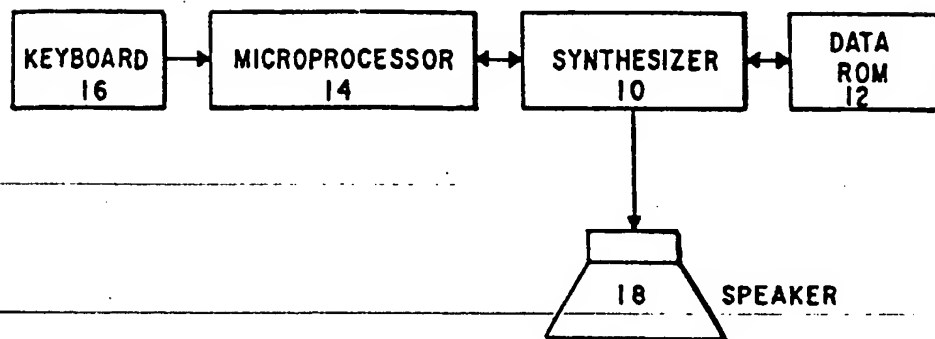 KEYBOARD
16
MICROPROCESSOR
14
SYNTHESIZER
10
DATA
ROM
12
18
SPEAKER